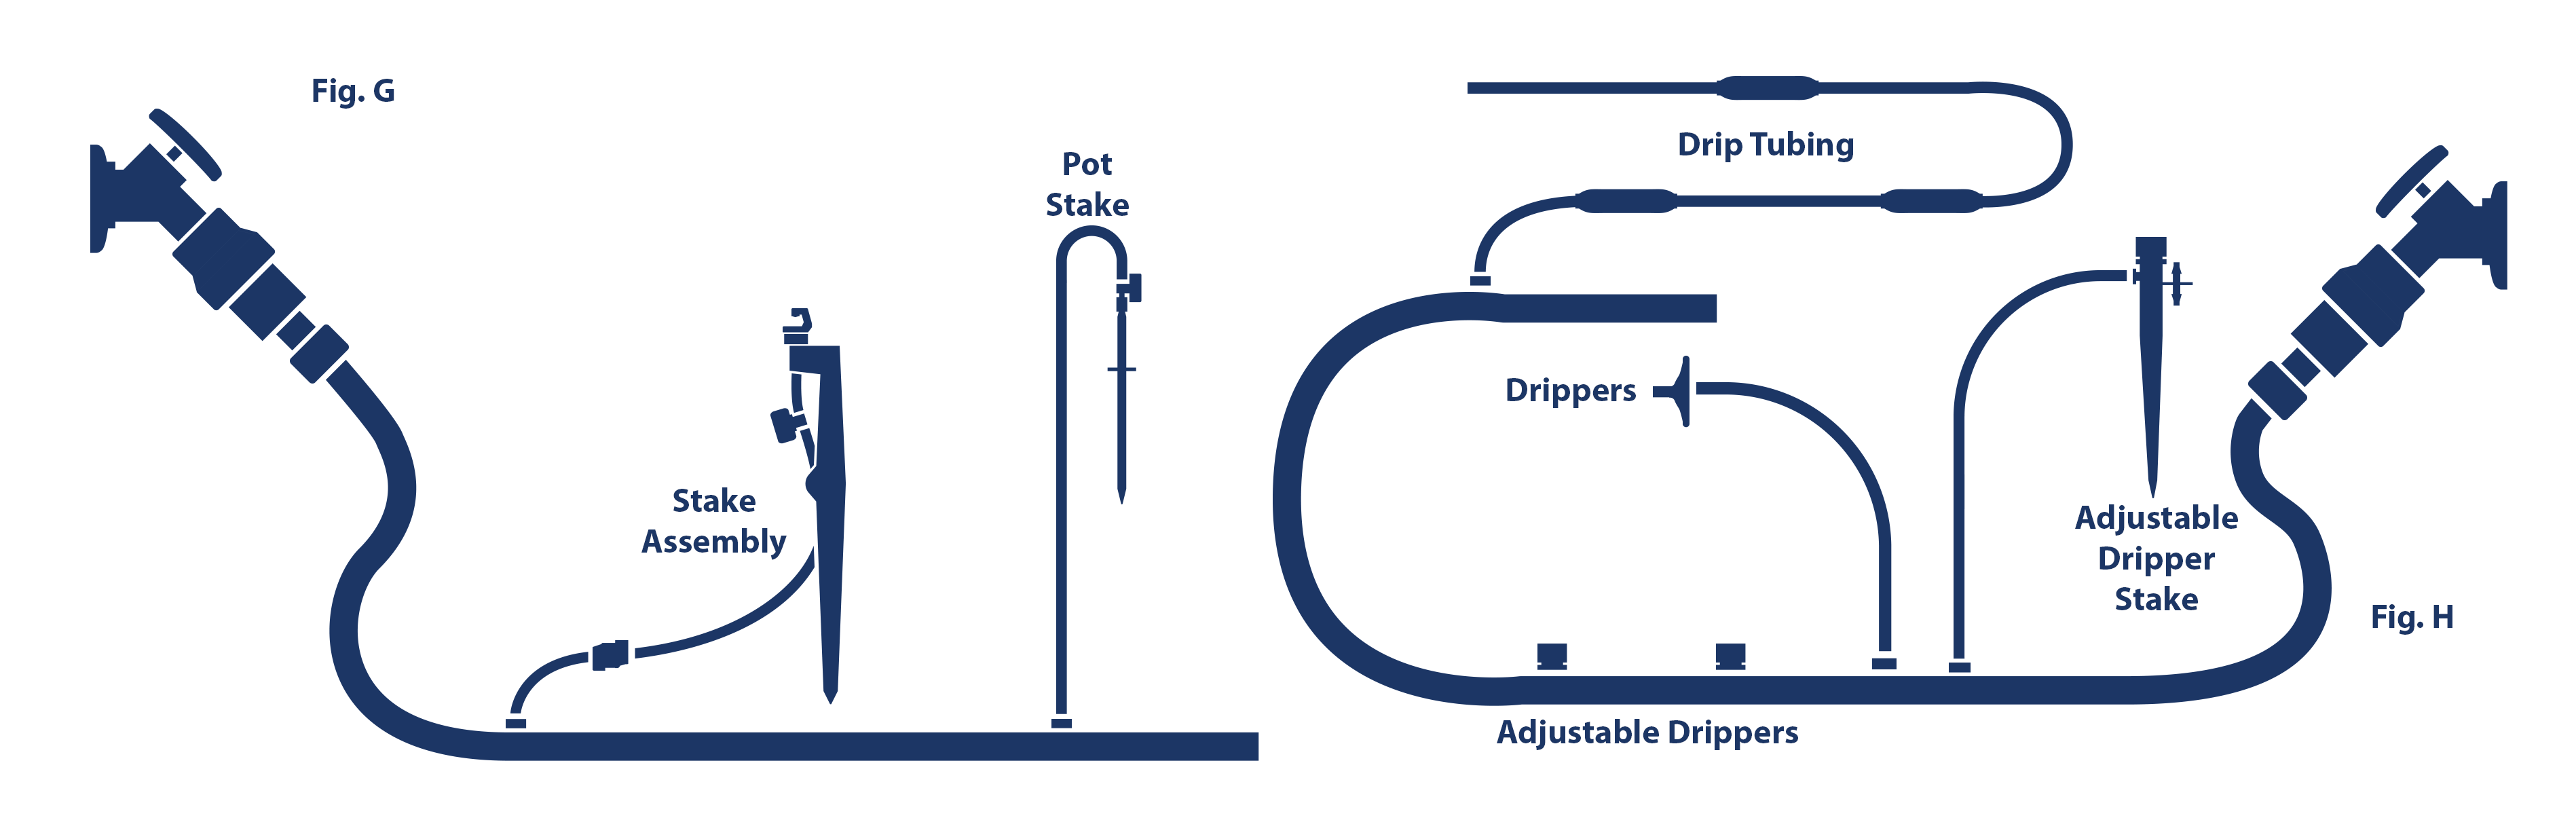 Fig. G
Pot
Stake
Stake
Assembly
Drip Tubing
Drippers
Adjustable
Dripper
Stake
Adjustable Drippers
Fig. H